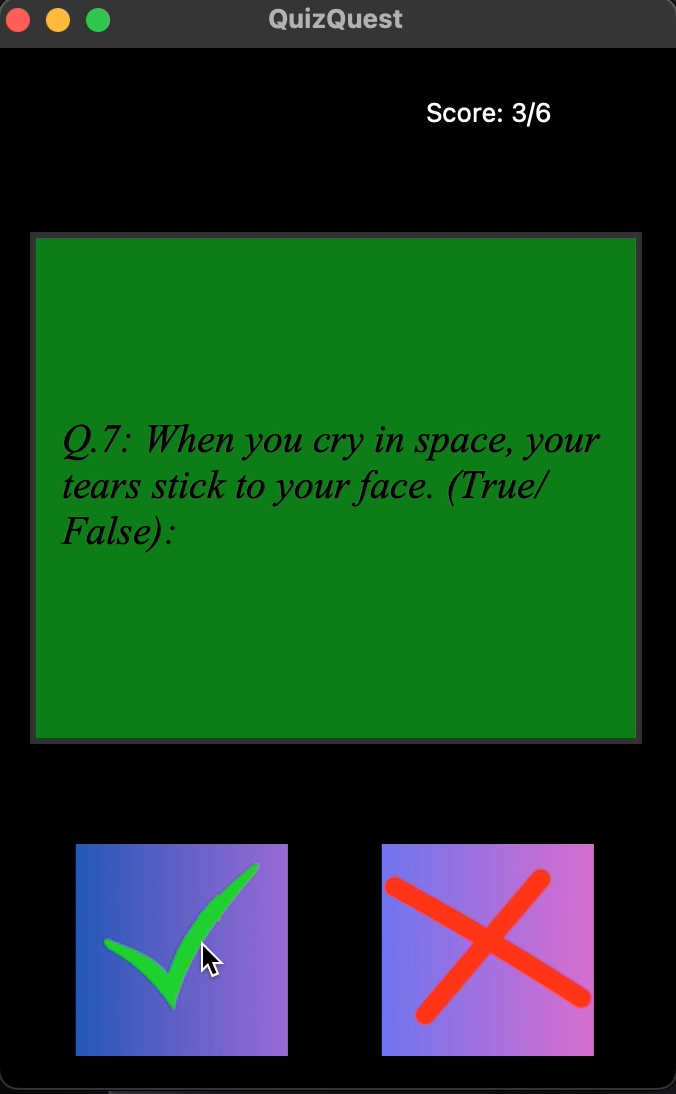 QuizQuest
Score: 3/6
Q.7: When you cry in space, your
tears stick to your face. (True/
False):